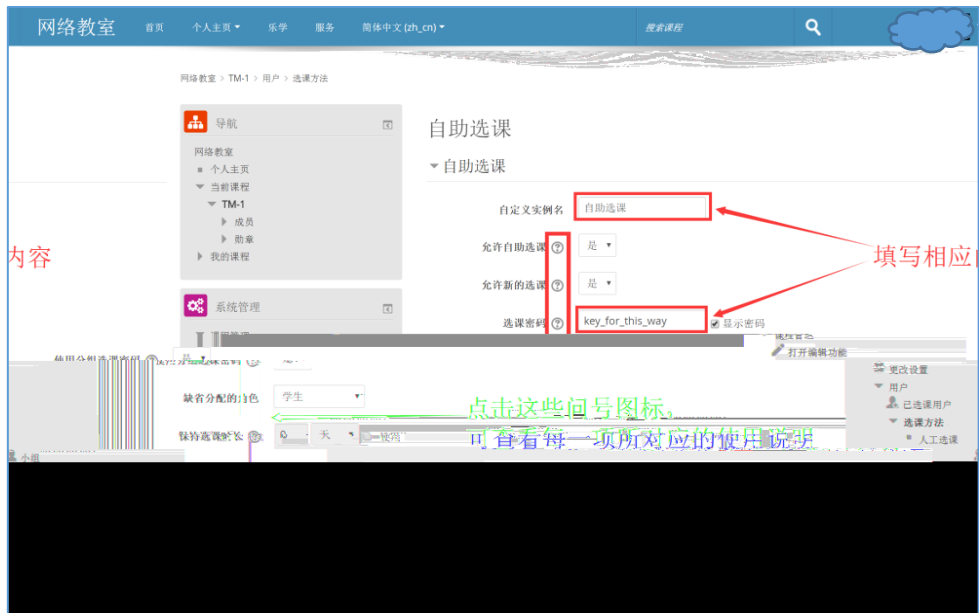 网络教室 首页 个人主页 乐学 服务 简体中文 (zh_cn) 搜索课程
网络教室 > TM-1 > 用户 > 选课方法
导航
网络教室
个人主页
当前课程
TM-1
成员
勋章
我的课程
系统管理
自助选课
自助选课
自定义实例名 自助选课
允许自助选课 是
允许新的选课 是
选课密码 key_for_this_way 显示密码
内容
填写相应
打开编辑功能
更改设置
用户
已选课用户
选课方法
人工选课
缺省分配的角色 学生
保持选课时长 天
点击这些问号图标，
可查看每一项所对应的使用说明
小组